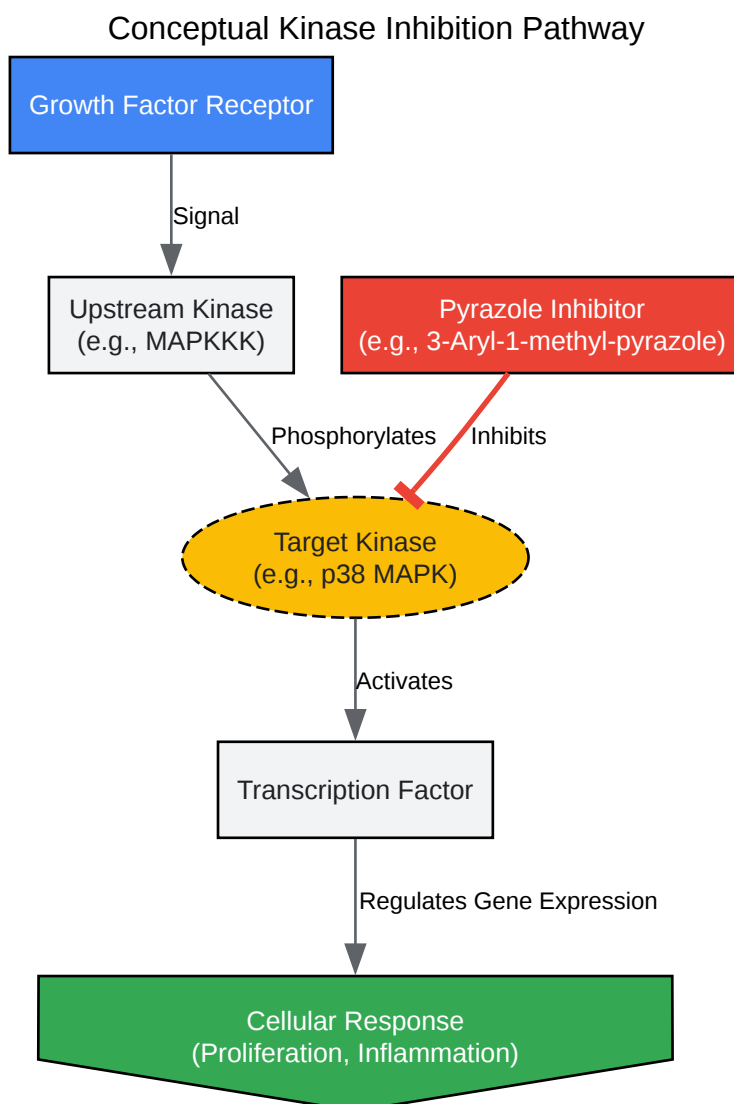 Conceptual Kinase Inhibition Pathway
Growth Factor Receptor
Signal
Upstream Kinase
(e.g., MAPKKK)
Pyrazole Inhibitor
(e.g., 3-Aryl-1-methyl-pyrazole)
Phosphorylates
Inhibits
Target Kinase
(e.g., p38 MAPK)
Activates
Transcription Factor
Regulates Gene Expression
Cellular Response
(Proliferation, Inflammation)